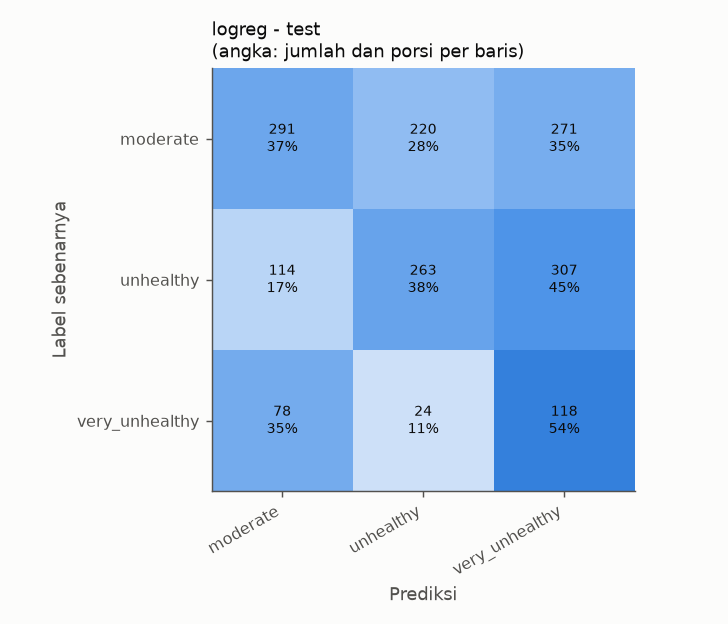 logreg - test
(angka: jumlah dan porsi per baris)
Label sebenarnya
moderate
291
37%
220
28%
271
35%
unhealthy
114
17%
263
38%
307
45%
very_unhealthy
78
35%
24
11%
118
54%
moderate
unhealthy
very_unhealthy
Prediksi